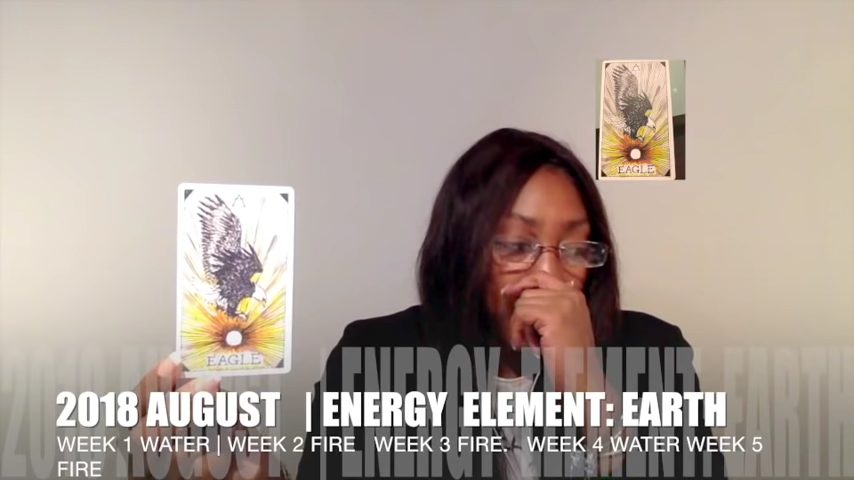 EAGLE
EAGLE
2018 AUGUST | ENERGY ELEMENT: EARTH
WEEK 1 WATER | WEEK 2 FIRE WEEK 3 FIRE. WEEK 4 WATER WEEK 5
FIRE